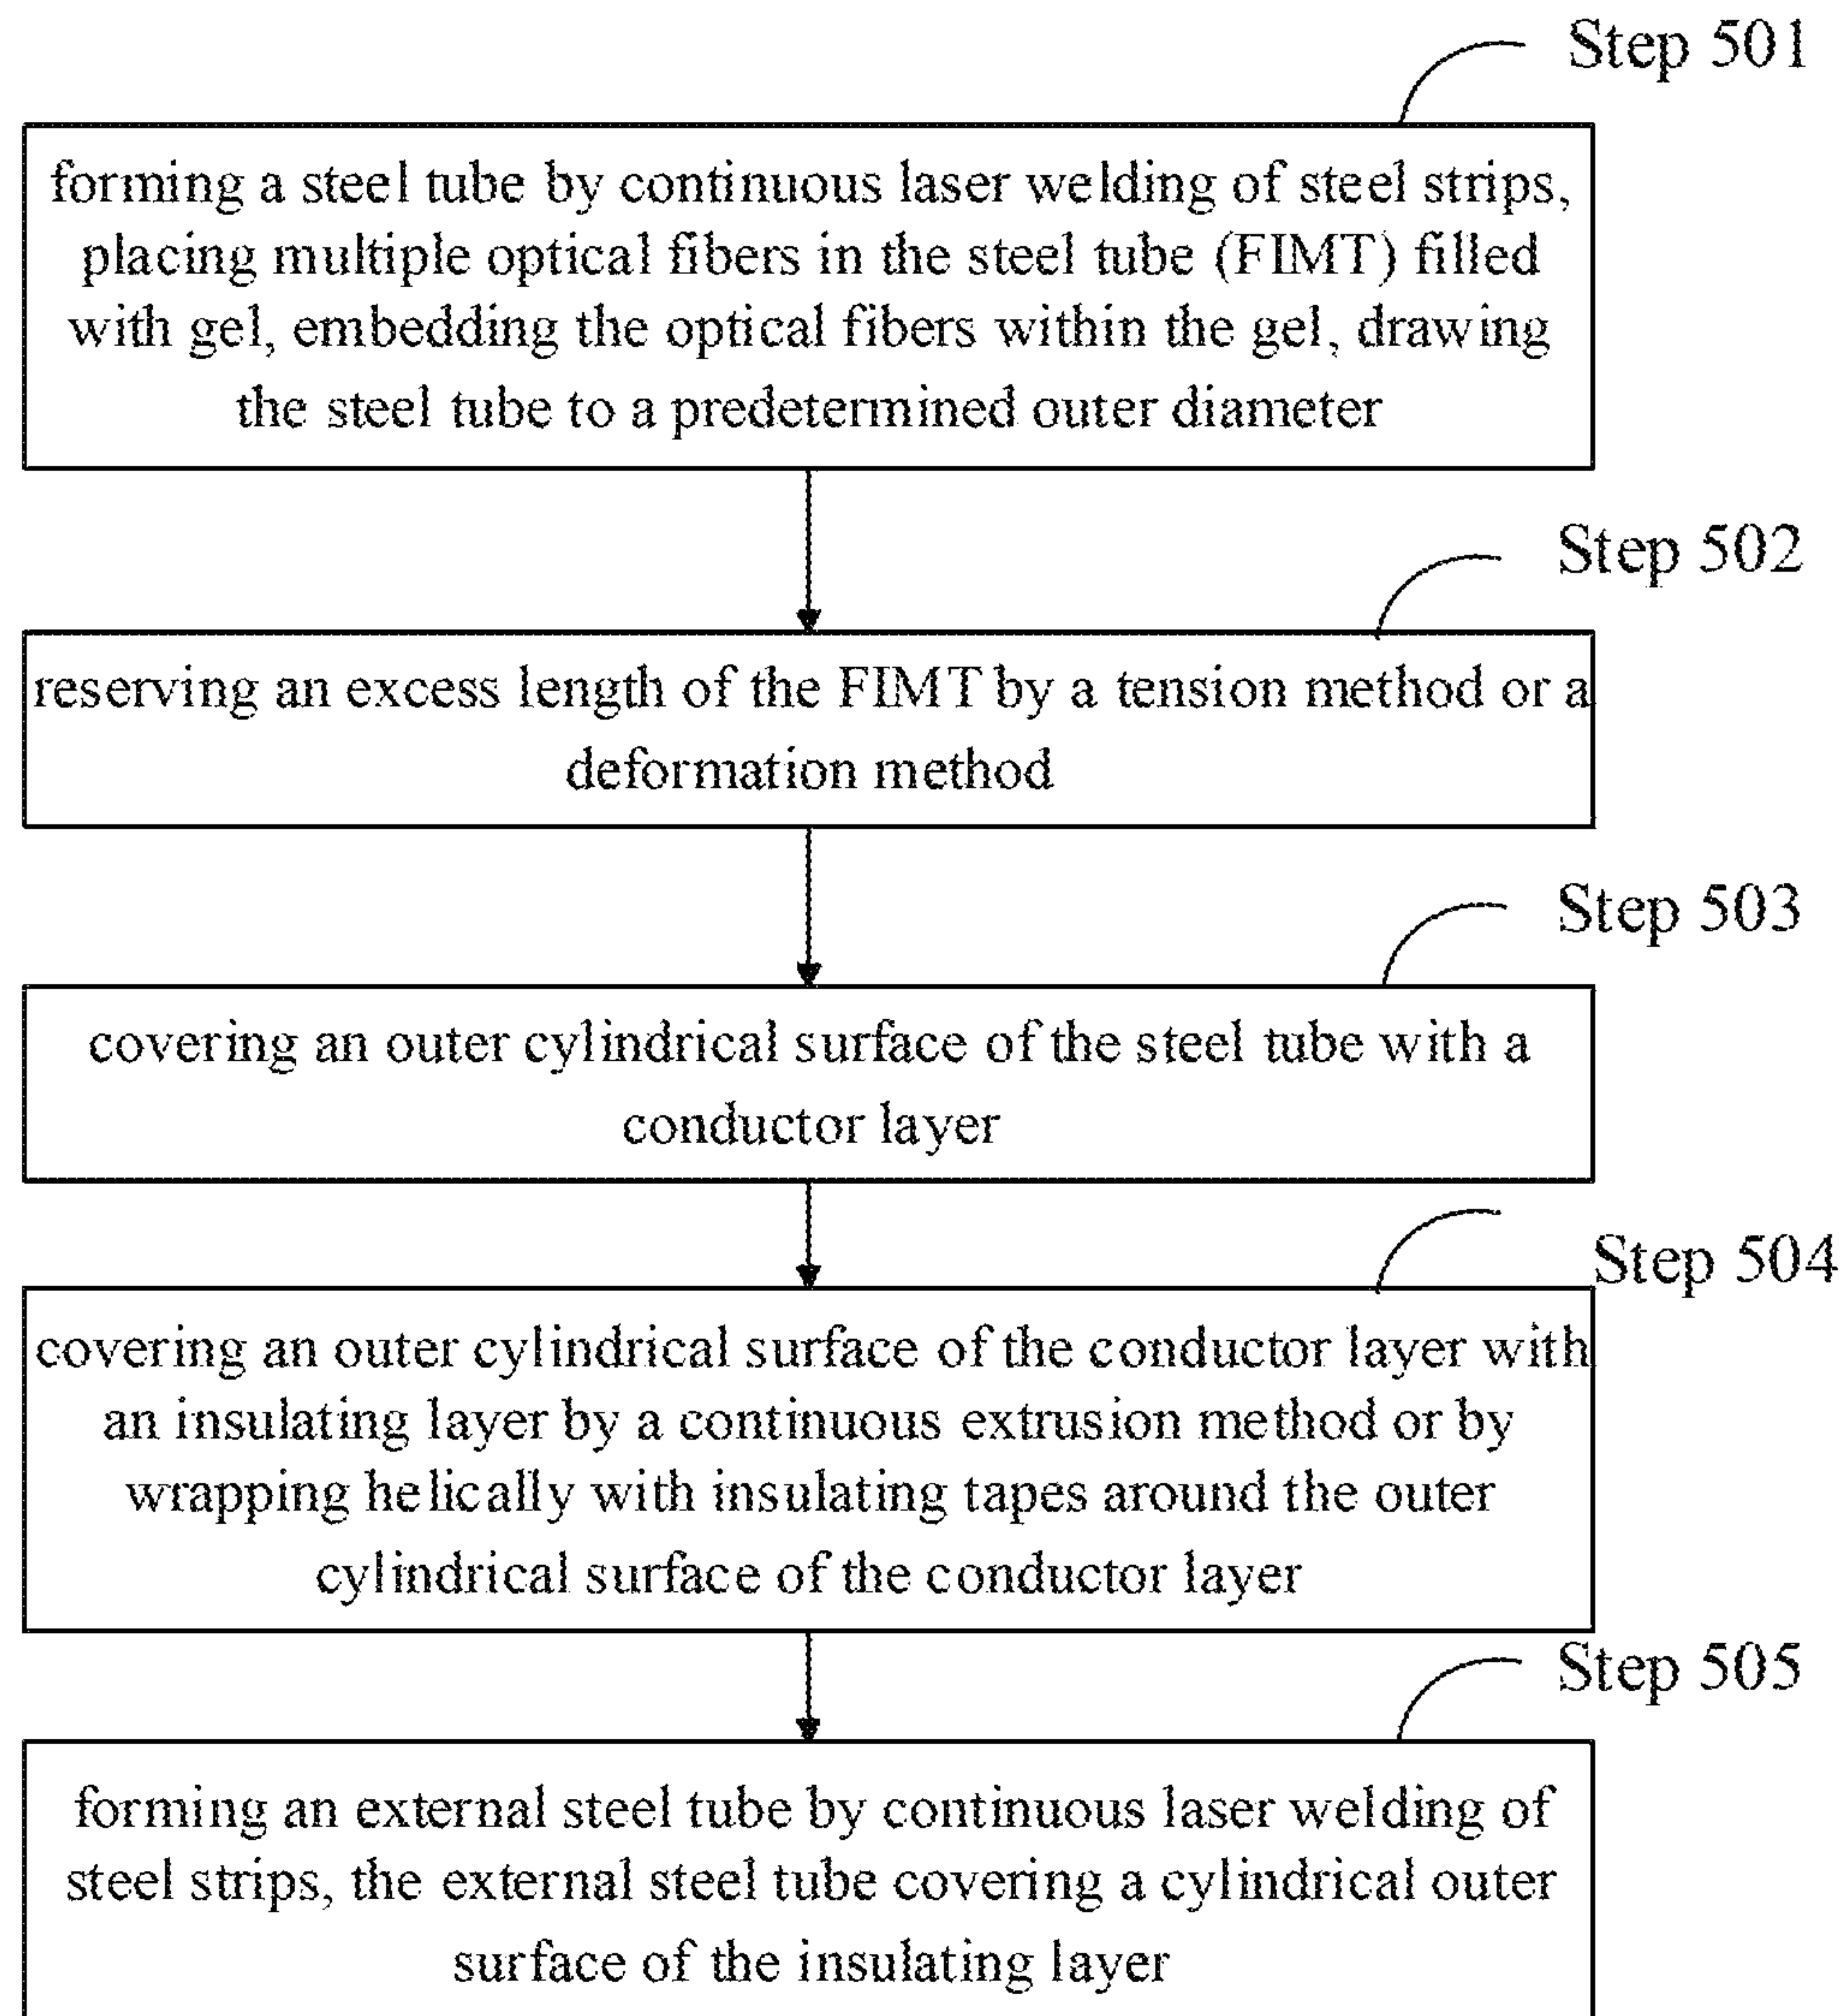 Step 501
forming a steel tube by continuous laser welding of steel strips,
placing multiple optical fibers in the steel tube (FIMT) filled
with gel, embedding the optical fibers within the gel, drawing
the steel tube to a predetermined outer diameter
Step 502
reserving an excess length of the FIMT by a tension method or a
deformation method
Step 503
covering an outer cylindrical surface of the steel tube with a
conductor layer
Step 504
covering an outer cylindrical surface of the conductor layer with
an insulating layer by a continuous extrusion method or by
wrapping helically with insulating tapes around the outer
cylindrical surface of the conductor layer
Step 505
forming an external steel tube by continuous laser welding of
steel strips, the external steel tube covering a cylindrical outer
surface of the insulating layer